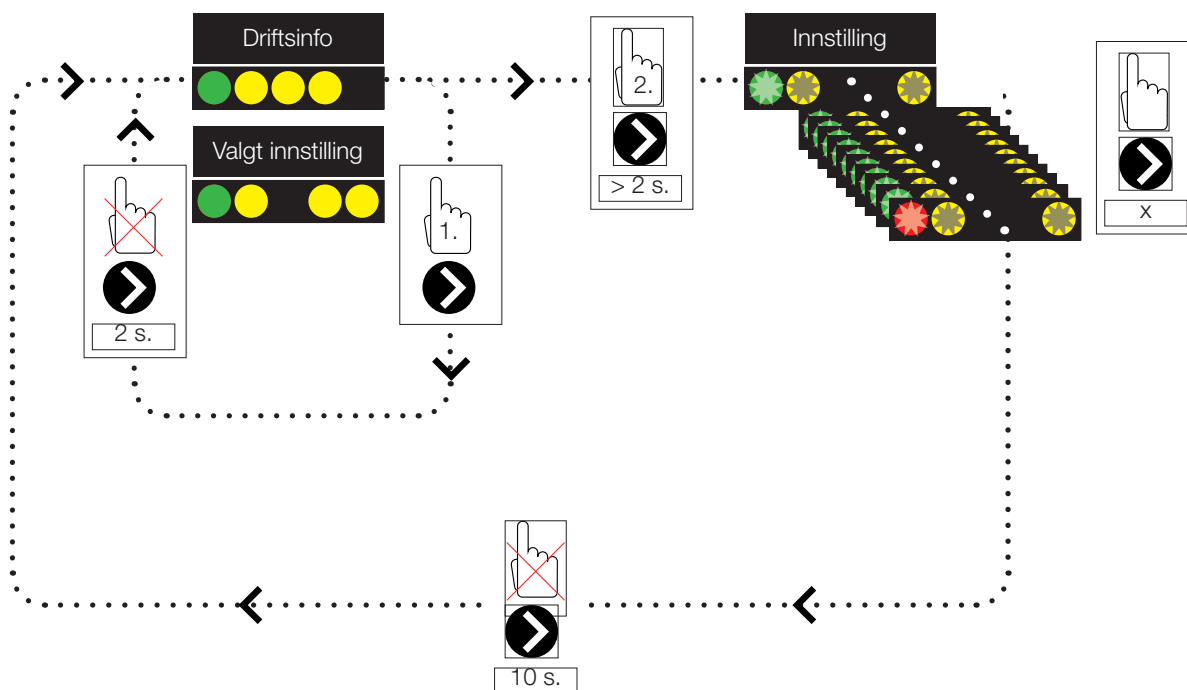 Driftsinfo
Valgt innstilling
2 s.
1.
2.
> 2 s.
Innstilling
x
10 s.